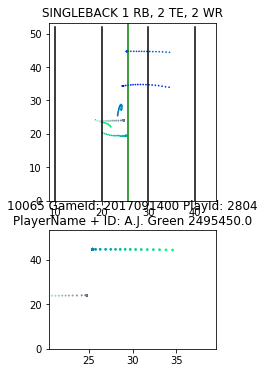 SINGLEBACK 1 RB, 2 TE, 2 WR
50
40
30
20
10
0
10 20 30 40
10065 GameId: 2017091400 PlayId: 2804
PlayerName + ID: A.J. Green 2495450.0
40
20
0
25 30 35